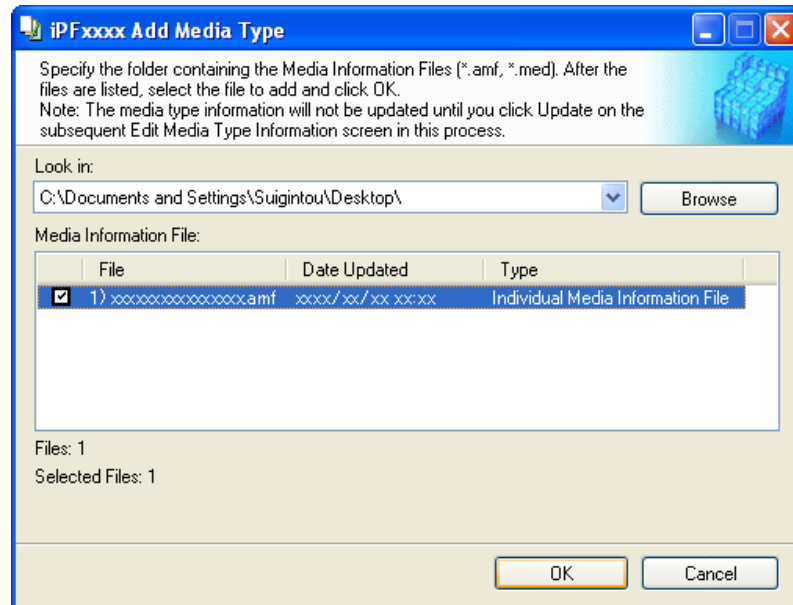 iPFxxxx Add Media Type
Specify the folder containing the Media Information Files (*.amf, *.med). After the
files are listed, select the file to add and click OK.
Note: The media type information will not be updated until you click Update on the
subsequent Edit Media Type Information screen in this process.
Look in:
C:\Documents and Settings\Suigintou\Desktop\ Browse
Media Information File:
File Date Updated Type
1) xxxxxxxxxxxxxxxx.amf xxxx/xx/xx xx:xx Individual Media Information File
Files: 1
Selected Files: 1
OK Cancel